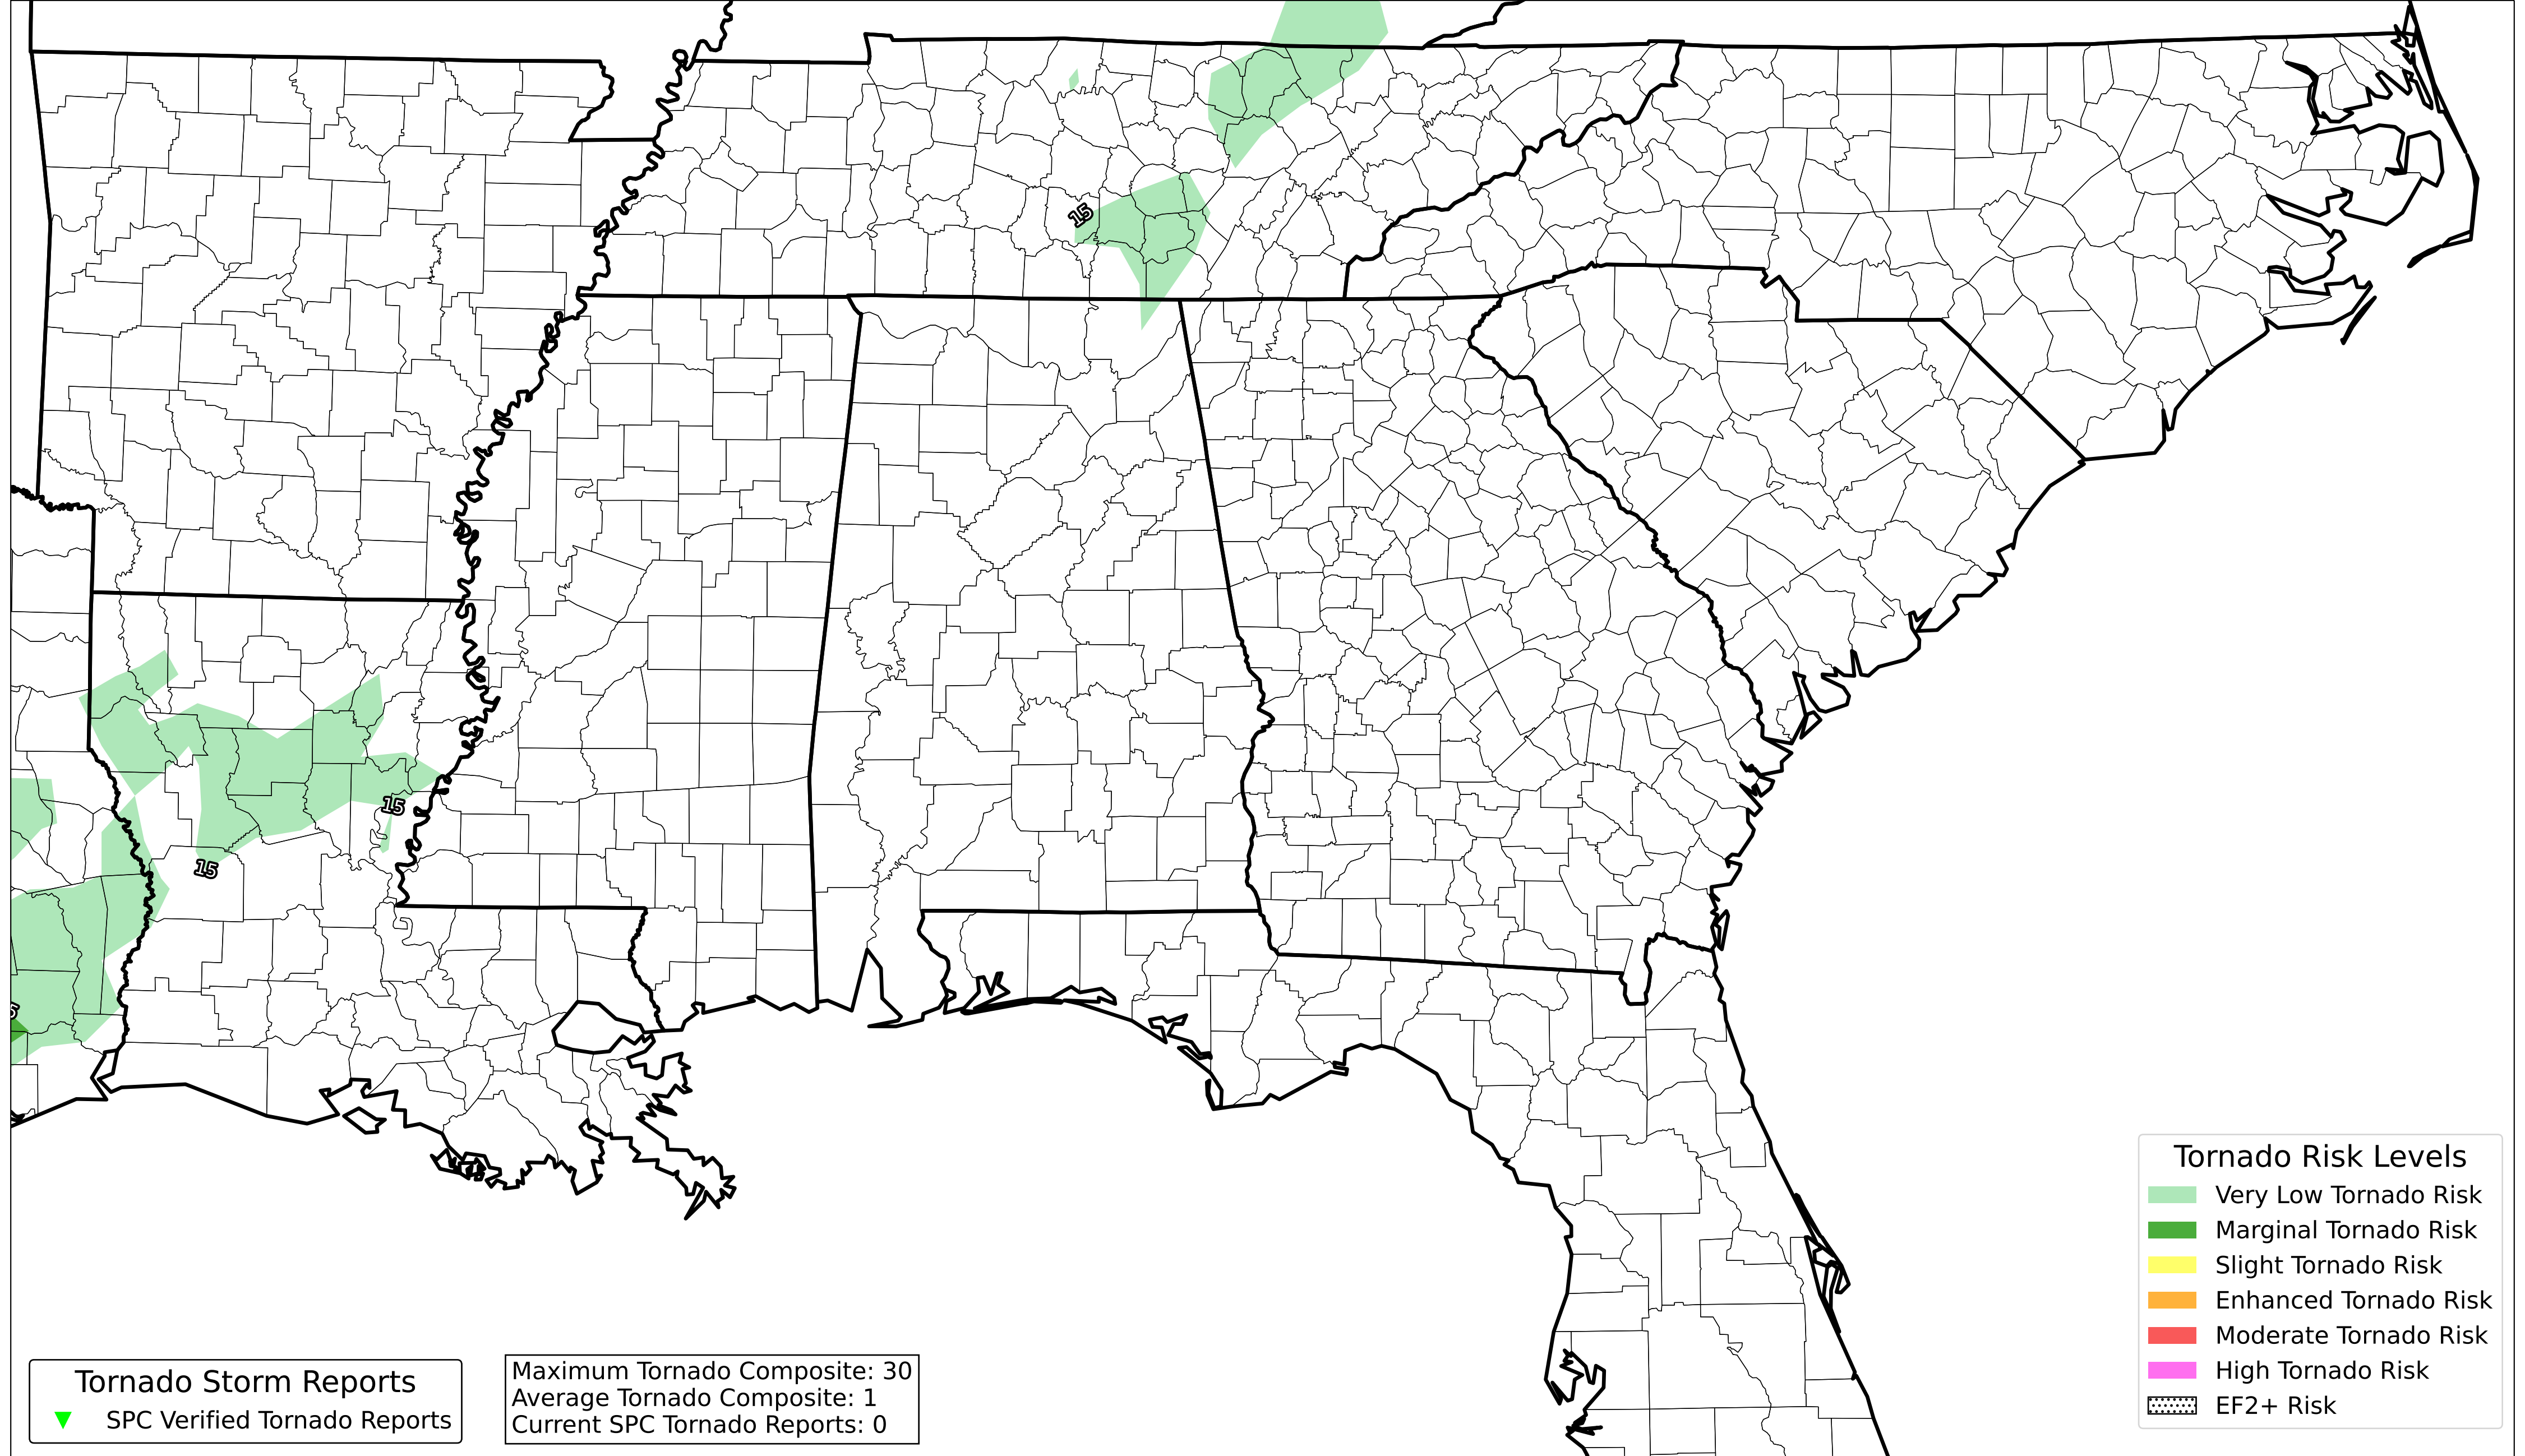 15
15
15
Tornado Risk Levels
Very Low Tornado Risk
Marginal Tornado Risk
Slight Tornado Risk
Enhanced Tornado Risk
Moderate Tornado Risk
High Tornado Risk
EF2+ Risk
Tornado Storm Reports
SPC Verified Tornado Reports
Maximum Tornado Composite: 30
Average Tornado Composite: 1
Current SPC Tornado Reports: 0